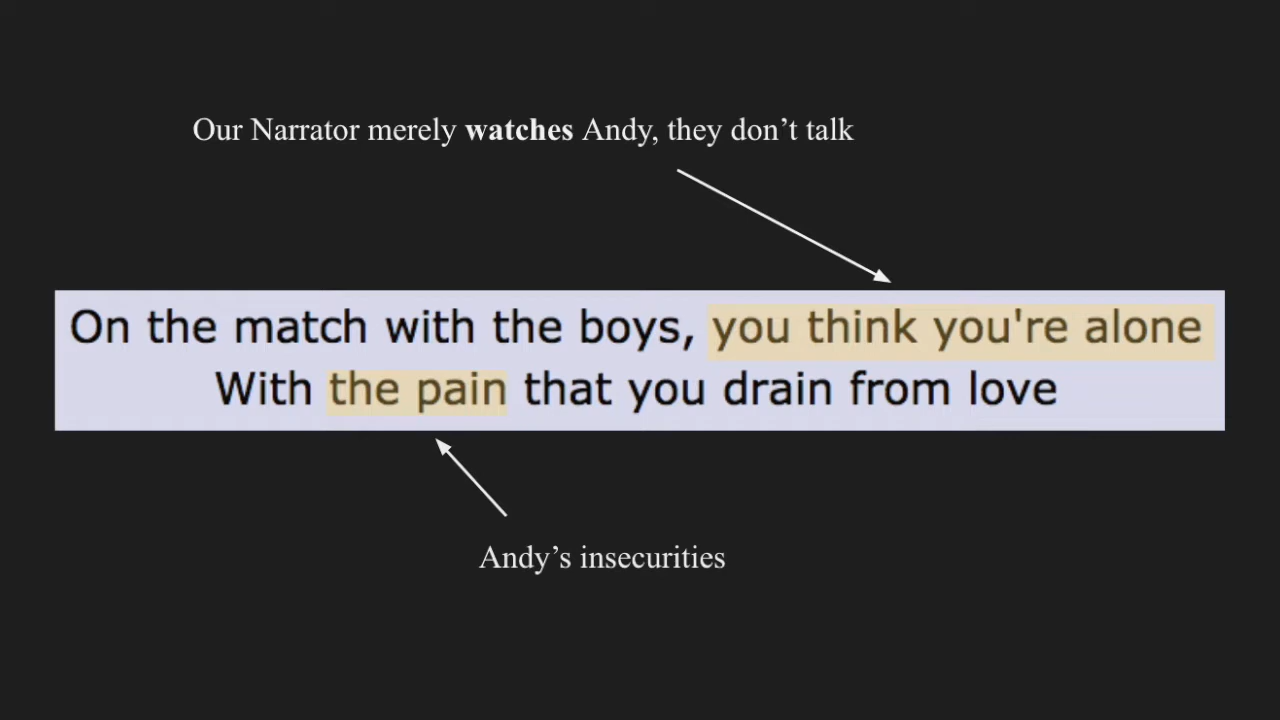 Our Narrator merely watches Andy, they don’t talk
On the match with the boys, you think you're alone
With the pain that you drain from love
Andy’s insecurities